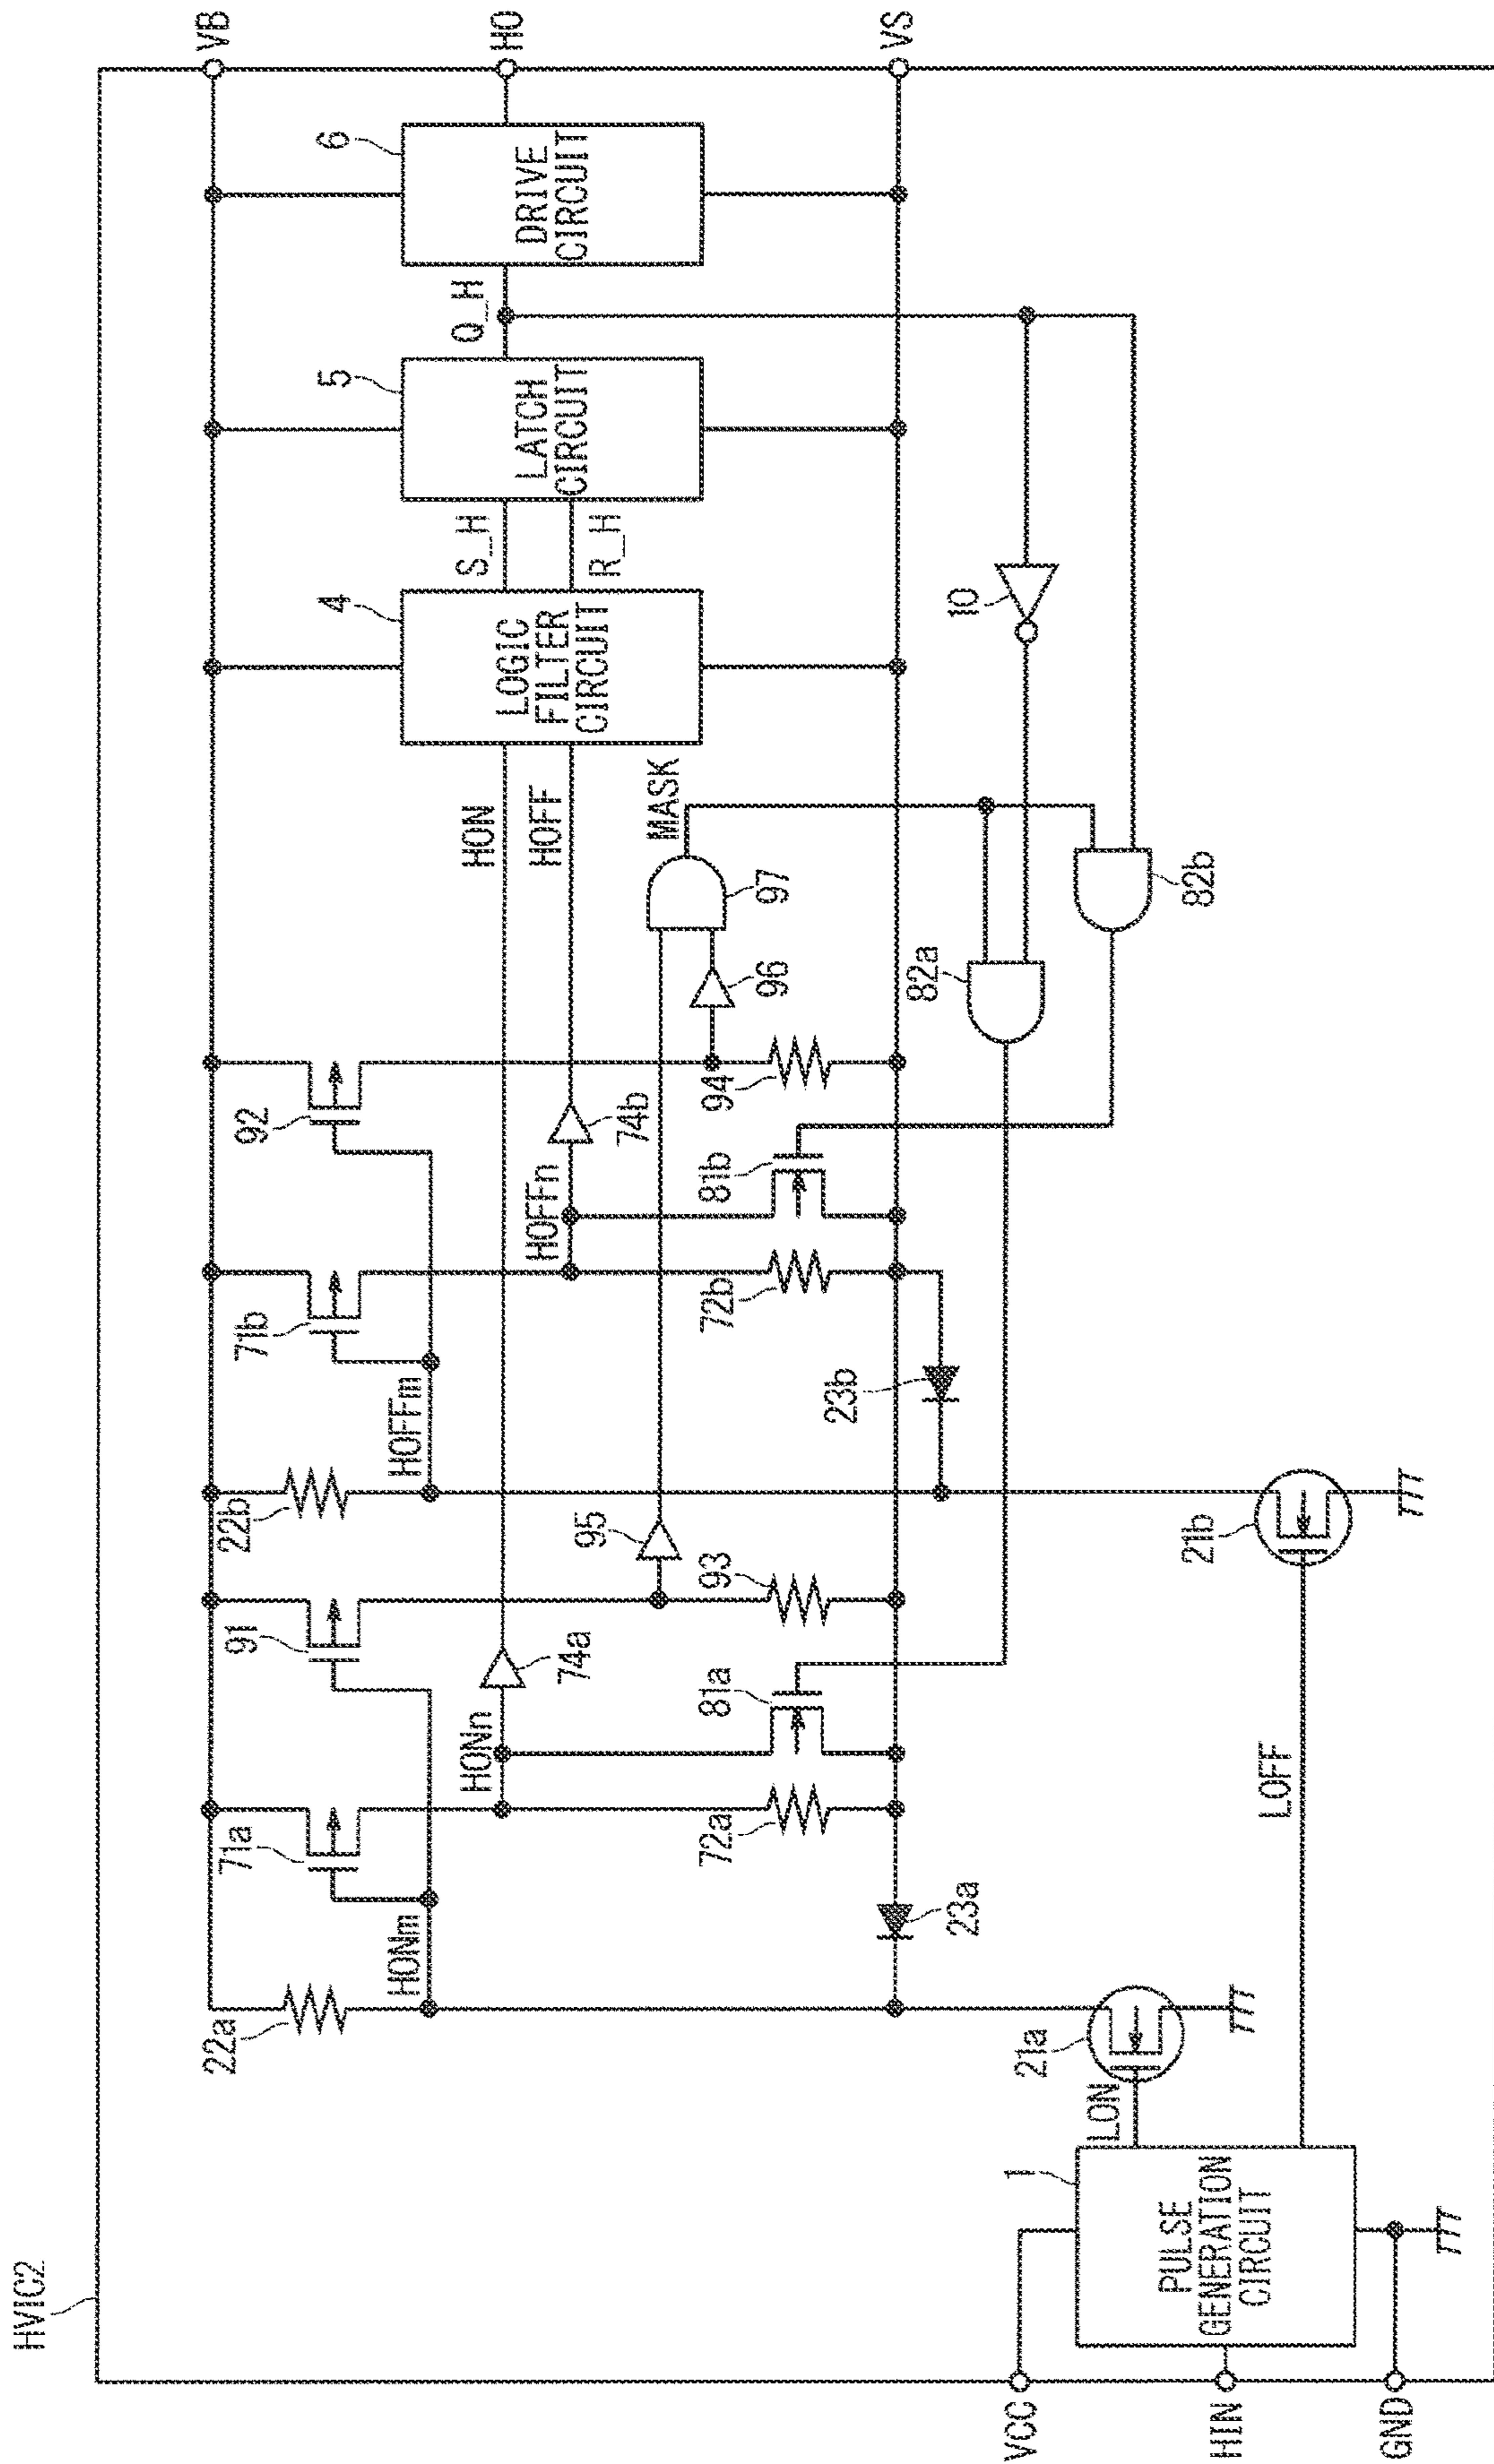 HVIC2
VB
HO
VS
VCC
HIN
GND
1
PULSE
GENERATION
CIRCUIT
LON
LOFF
21a
21b
22a
22b
23a
23b
HONm
HOFFm
71a
91
71b
92
HONn
HOFFn
74a
74b
72a
81a
93
95
72b
81b
94
96
97
MASK
HON
HOFF
4
LOGIC
FILTER
CIRCUIT
S_H
R_H
5
LATCH
CIRCUIT
Q_H
6
DRIVE
CIRCUIT
10
82a
82b